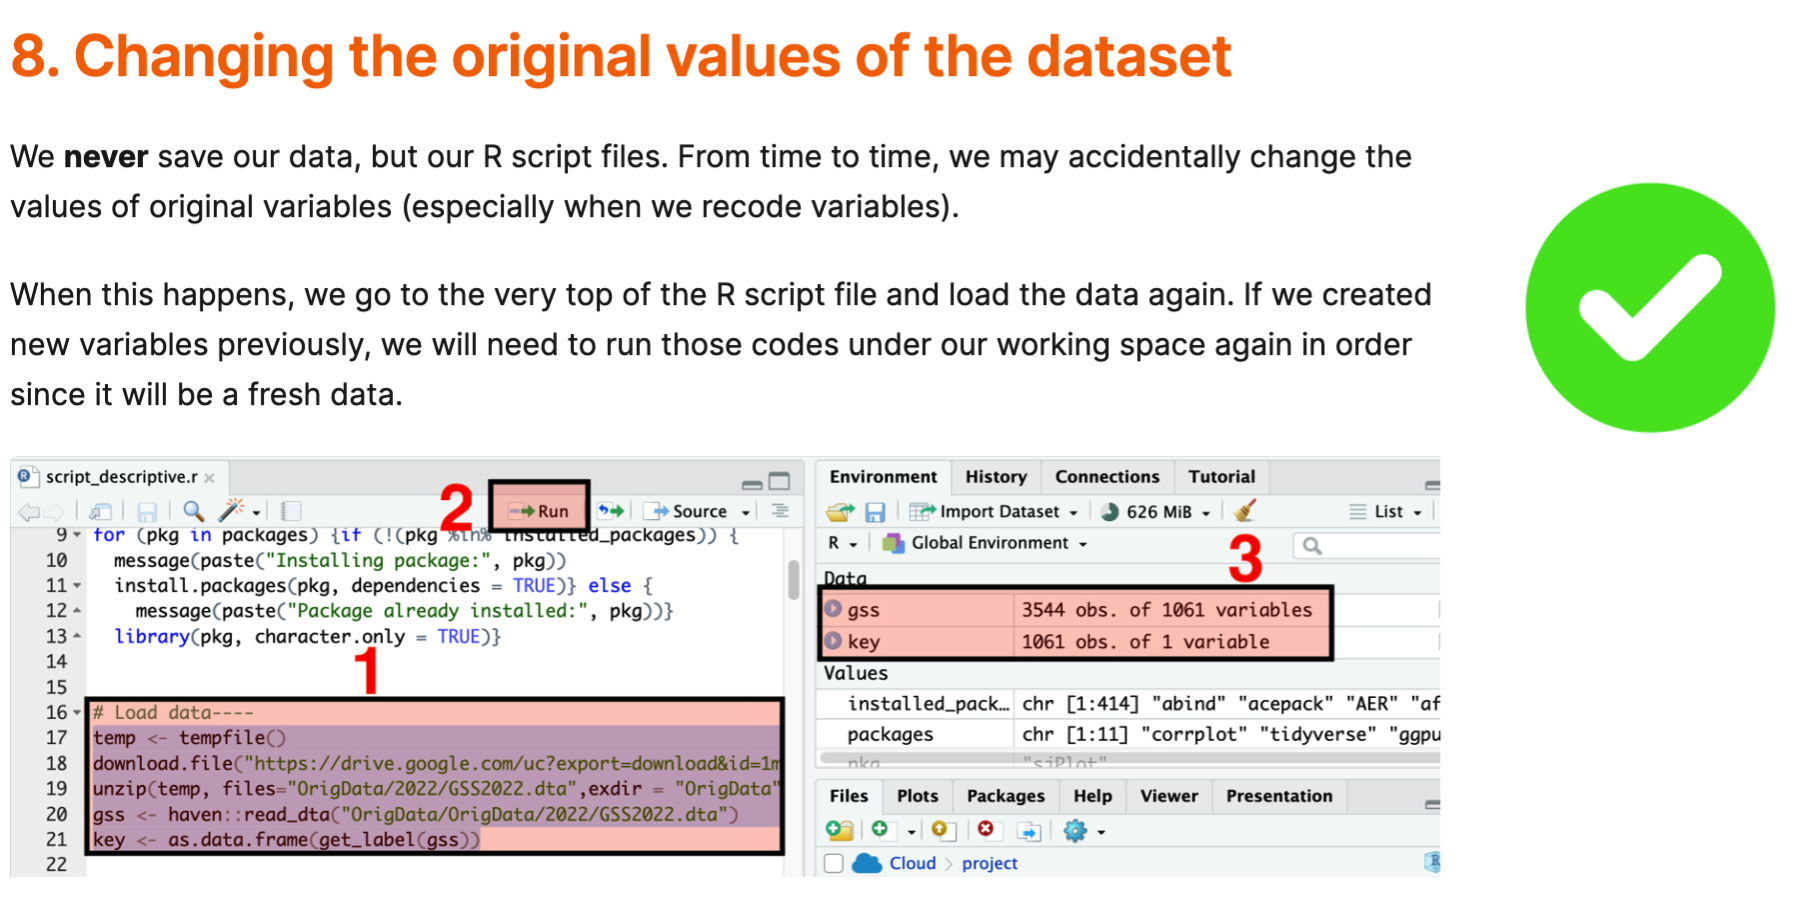 8. Changing the original values of the dataset
We never save our data, but our R script files. From time to time, we may accidentally change the
values of original variables (especially when we recode variables).
When this happens, we go to the very top of the R script file and load the data again. If we created
new variables previously, we will need to run those codes under our working space again in order
since it will be a fresh data.
script_descriptive.r
2
Run
Source
9 for (pkg in packages) {if (!(pkg %in% installed_packages)) {
10 message(paste("Installing package:", pkg))
11 install.packages(pkg, dependencies = TRUE)} else {
12 message(paste("Package already installed:", pkg))}
13 library(pkg, character.only = TRUE)}
14
1
15
16 # Load data----
17 temp <- tempfile()
18 download.file("https://drive.google.com/uc?export=download&id=1m
19 unzip(temp, files="OrigData/2022/GSS2022.dta",exdir = "OrigData"
20 gss <- haven::read_dta("OrigData/OrigData/2022/GSS2022.dta")
21 key <- as.data.frame(get_label(gss))
22
Environment History Connections Tutorial
Import Dataset 626 MiB List
R Global Environment
3
Data
gss 3544 obs. of 1061 variables
key 1061 obs. of 1 variable
Values
installed_pack… chr [1:414] "abind" "acepack" "AER" "af
packages chr [1:11] "corrplot" "tidyverse" "ggpu
pkg "sjPlot"
Files Plots Packages Help Viewer Presentation
Cloud > project